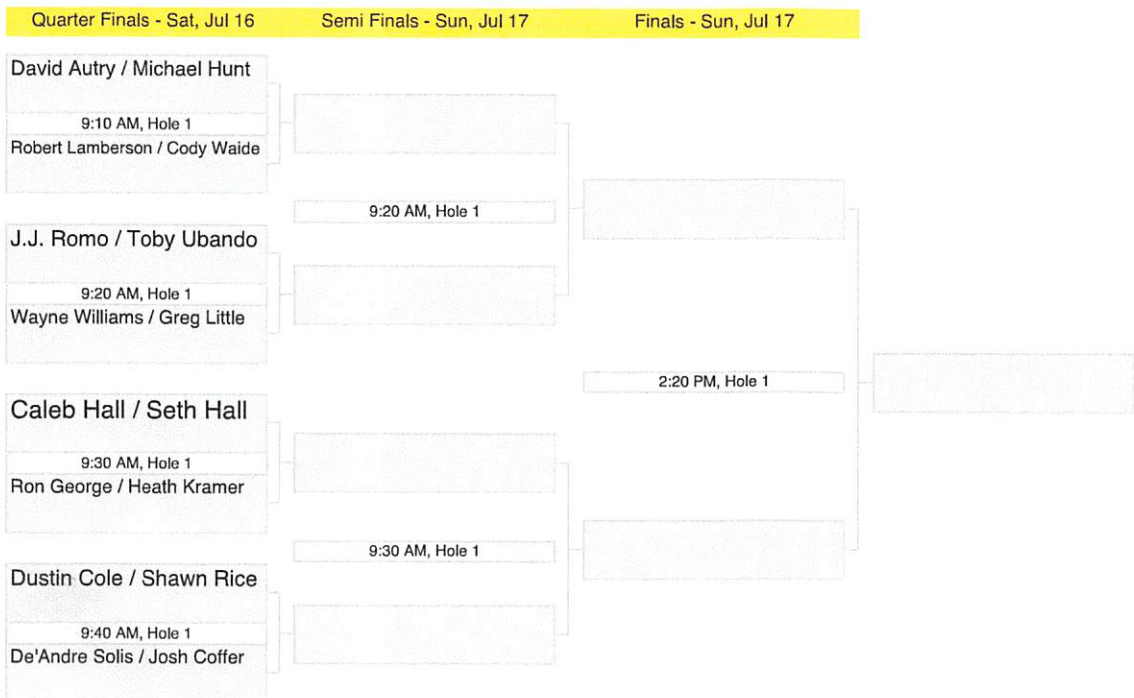 Quarter Finals - Sat, Jul 16
Semi Finals - Sun, Jul 17
Finals - Sun, Jul 17
David Autry / Michael Hunt
9:10 AM, Hole 1
Robert Lamberson / Cody Waide
9:20 AM, Hole 1
J.J. Romo / Toby Ubando
9:20 AM, Hole 1
Wayne Williams / Greg Little
2:20 PM, Hole 1
Caleb Hall / Seth Hall
9:30 AM, Hole 1
Ron George / Heath Kramer
9:30 AM, Hole 1
Dustin Cole / Shawn Rice
9:40 AM, Hole 1
De'Andre Solis / Josh Coffer